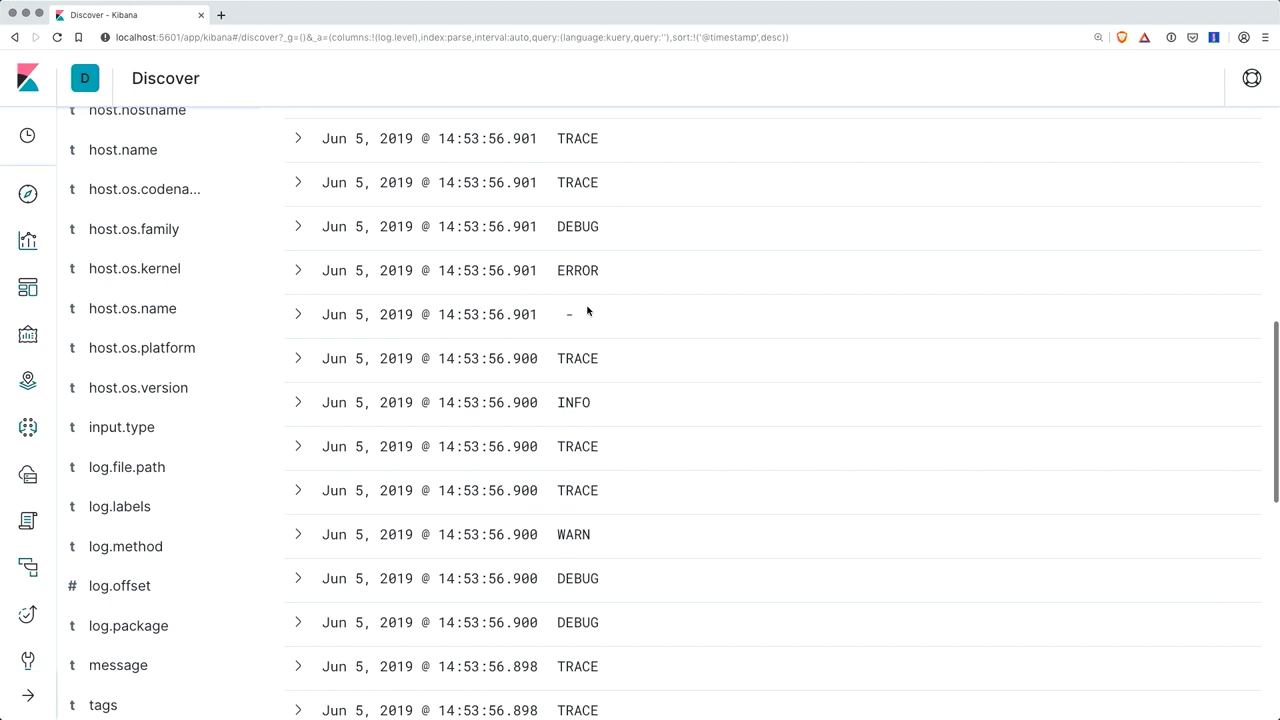 Discover - Kibana
localhost:5601/app/kibana#/discover?_g=()&_a=(columns:!(log.level),index:parse,interval:auto,query:(language:kuery,query:''),sort:!('@timestamp',desc))
D Discover
t host.hostname
t host.name
t host.os.codena...
t host.os.family
t host.os.kernel
t host.os.name
t host.os.platform
t host.os.version
t input.type
t log.file.path
t log.labels
t log.method
# log.offset
t log.package
t message
t tags
Jun 5, 2019 @ 14:53:56.901 TRACE
Jun 5, 2019 @ 14:53:56.901 TRACE
Jun 5, 2019 @ 14:53:56.901 DEBUG
Jun 5, 2019 @ 14:53:56.901 ERROR
Jun 5, 2019 @ 14:53:56.901 -
Jun 5, 2019 @ 14:53:56.900 TRACE
Jun 5, 2019 @ 14:53:56.900 INFO
Jun 5, 2019 @ 14:53:56.900 TRACE
Jun 5, 2019 @ 14:53:56.900 TRACE
Jun 5, 2019 @ 14:53:56.900 WARN
Jun 5, 2019 @ 14:53:56.900 DEBUG
Jun 5, 2019 @ 14:53:56.900 DEBUG
Jun 5, 2019 @ 14:53:56.898 TRACE
Jun 5, 2019 @ 14:53:56.898 TRACE